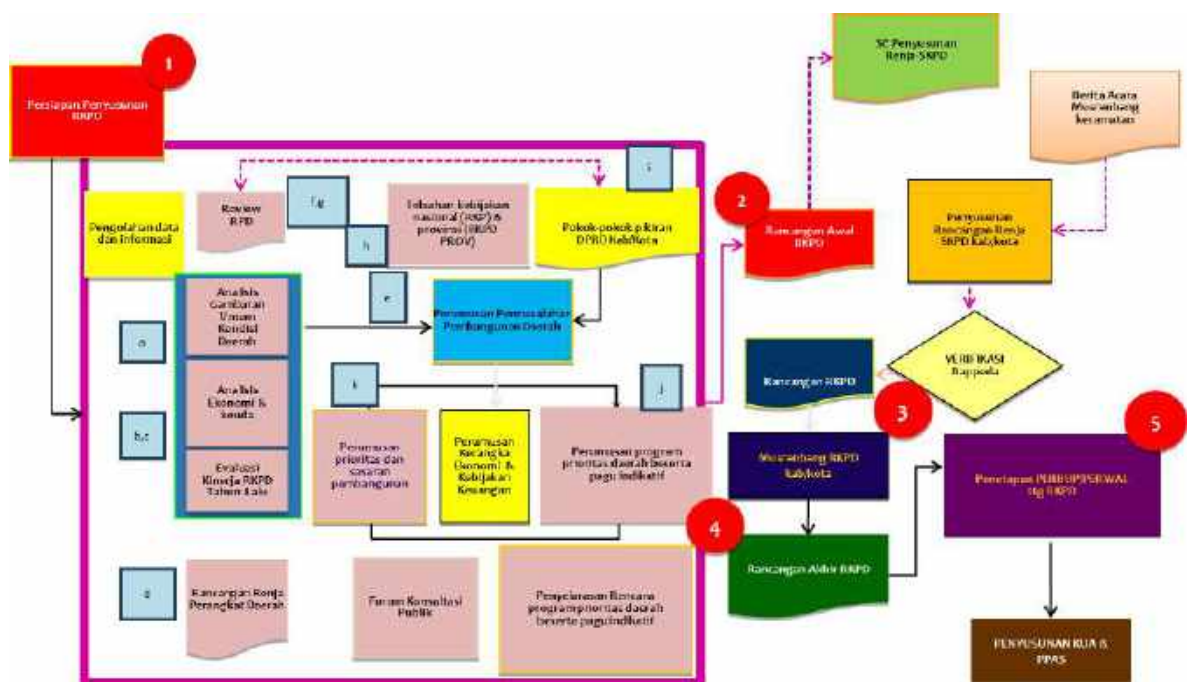 1
Persiapan Penyusunan
RKPD
SE Penyusunan
Renja-SKPD
Berita Acara
Musrenbang
kecamatan
i
2
Pengolahan data
dan informasi
Review
RPD
f,g
h
Telaahan kebijakan
nasional (RKP) &
provinsi (RKPD
PROV)
Pokok-pokok pikiran
DPRD Kab/Kota
Rancangan Awal
RKPD
Penyusunan
Rancangan Renja
SKPD kab/kota
e
Analisis
Gambaran
Umum
Kondisi
Daerah
Perumusan Permasalahan
Pembangunan Daerah
a
VERIFIKASI
Bappeda
Analisis
Ekonomi &
keuda
k
j
Rancangan RKPD
3
5
b,c
Evaluasi
Kinerja RKPD
Tahun Lalu
Perumusan
prioritas dan
sasaran
pembangunan
Perumusan
Kerangka
Ekonomi &
Kebijakan
Keuangan
Perumusan program
prioritas daerah beserta
pagu indikatif
Musrenbang RKPD
kab/kota
Penetapan PERBUP/PERWAL
ttg RKPD
4
Rancangan Akhir RKPD
d
Rancangan Renja
Perangkat Daerah
Forum Konsultasi
Publik
Penyelarasan Rencana
program prioritas daerah
beserta pagu indikatif
PENYUSUNAN KUA &
PPAS